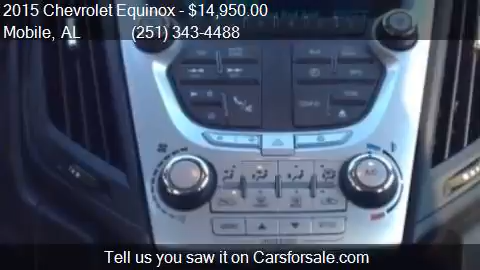 2015 Chevrolet Equinox - $14,950.00
Mobile, AL (251) 343-4488
Tell us you saw it on Carsforsale.com